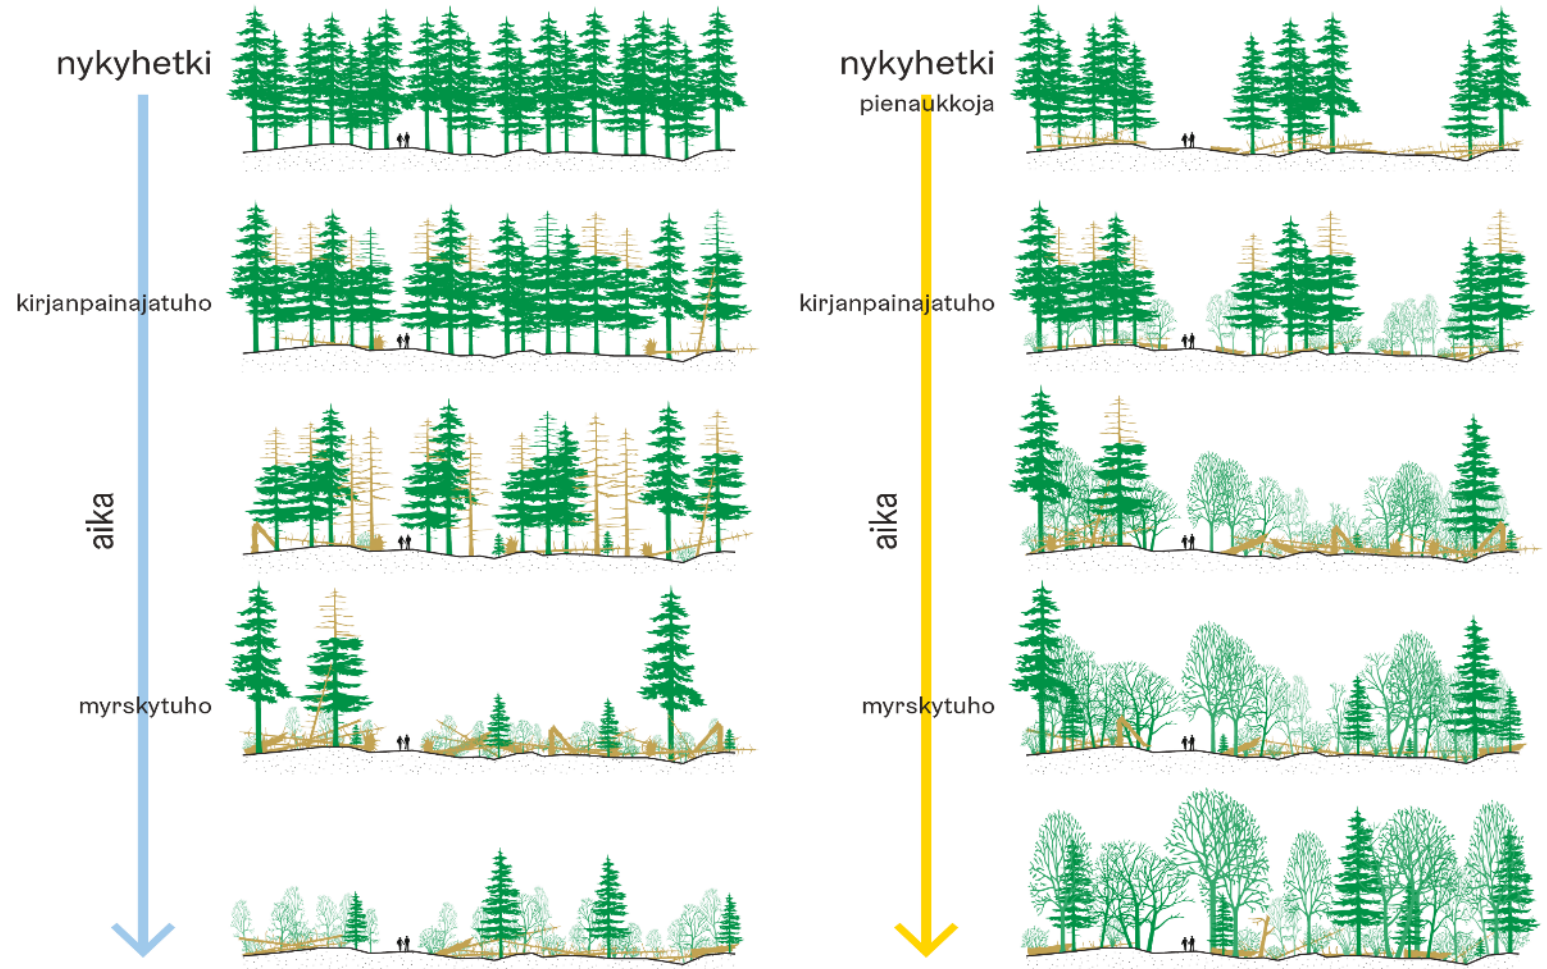 nykyhetki
kirjanpainajatuho
aika
myrskytuho
nykyhetki
pienaukkoja
kirjanpainajatuho
aika
myrskytuho